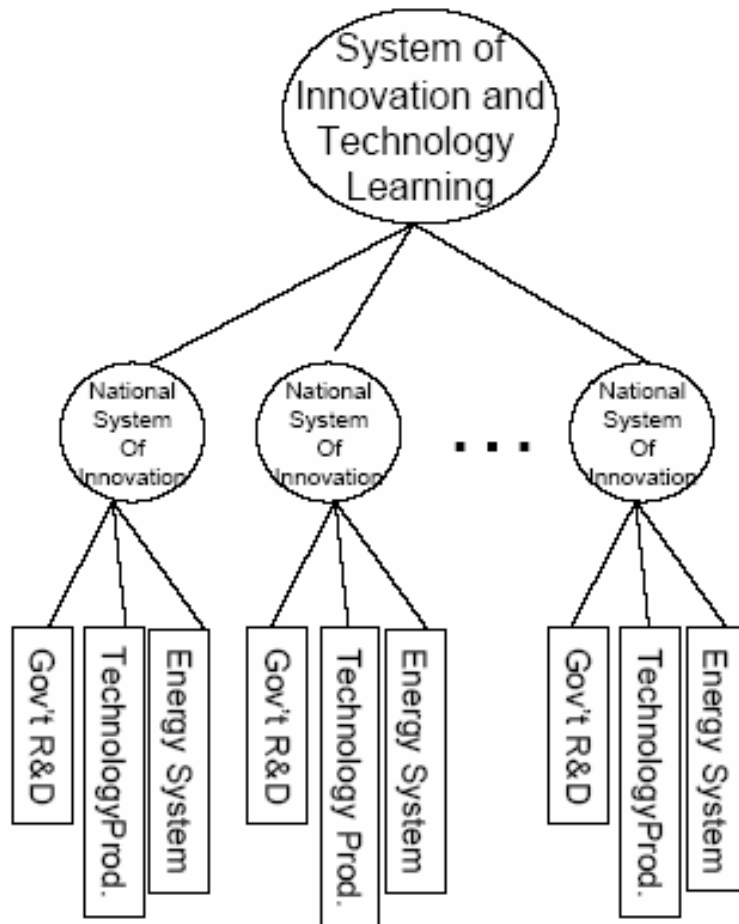 System of
Innovation and
Technology
Learning
National
System
Of
Innovation
National
System
Of
Innovation
...
National
System
Of
Innovation
Gov't R&D
TechnologyProd.
Energy System
Gov't R&D
Technology Prod.
Energy System
Gov't R&D
TechnologyProd.
Energy System